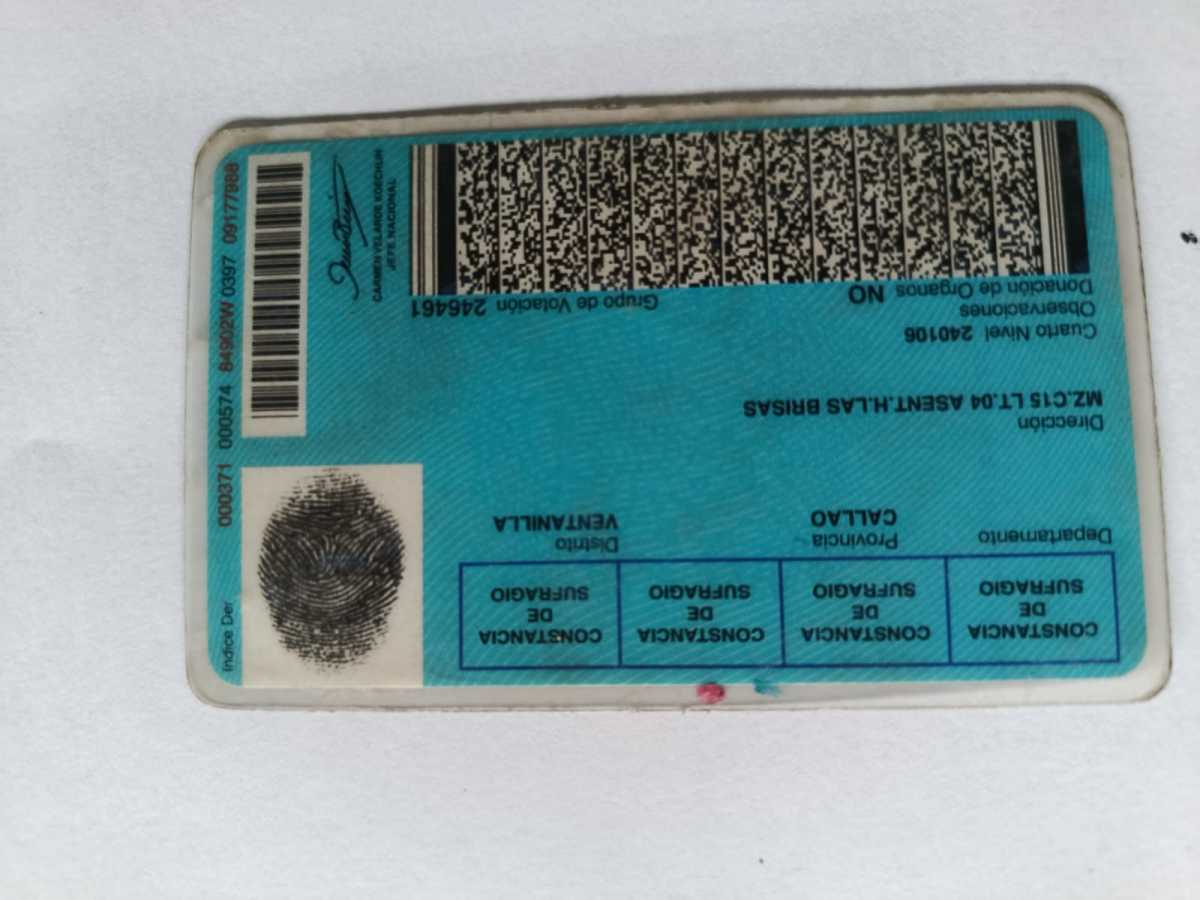 CONSTANCIA DE SUFRAGIO
CONSTANCIA DE SUFRAGIO
CONSTANCIA DE SUFRAGIO
CONSTANCIA DE SUFRAGIO
Departamento
Provincia
CALLAO
Distrito
VENTANILLA
Dirección
MZ.C15 LT.04 ASENT.H.LAS BRISAS
Cuarto Nivel 240106
Observaciones
Donación de Organos NO
Grupo de Votación 246461
CARMEN VELARDE KOECHLIN
JEFE NACIONAL
Indice Der
000371 000574 84902W 0397 09177988